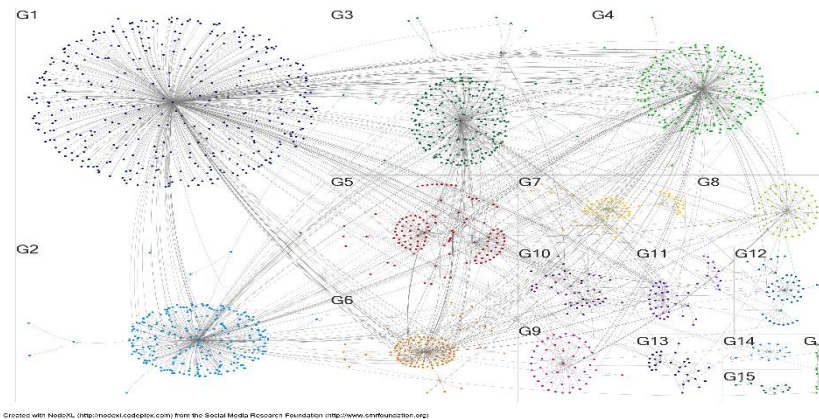 G1
G3
G4
G5
G7
G8
G2
G10
G11
G12
G6
G9
G13
G14
G15
Created with NodeXL (http://nodexl.codeplex.com) from the Social Media Research Foundation (http://www.smrfoundation.org)